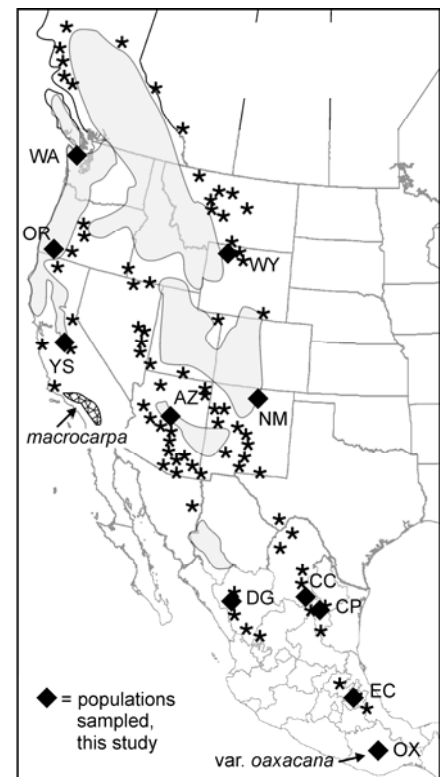 WA
OR
WY
YS
AZ
NM
macrocarpa
CC
DG
CP
EC
◆ = populations
sampled,
this study
OX
var. oaxacana